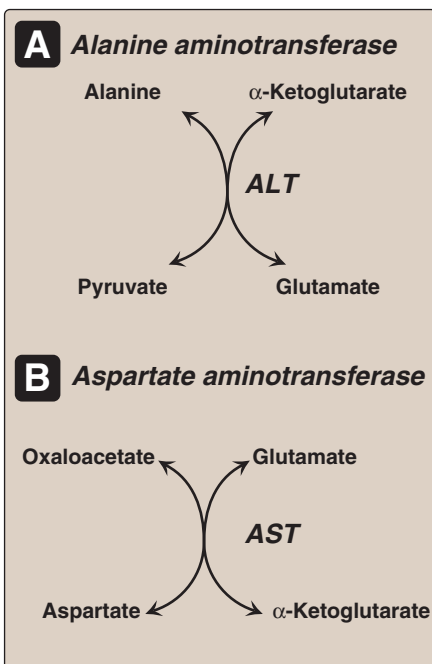 A Alanine aminotransferase
Alanine α-Ketoglutarate
ALT
Pyruvate Glutamate
B Aspartate aminotransferase
Oxaloacetate Glutamate
AST
Aspartate α-Ketoglutarate